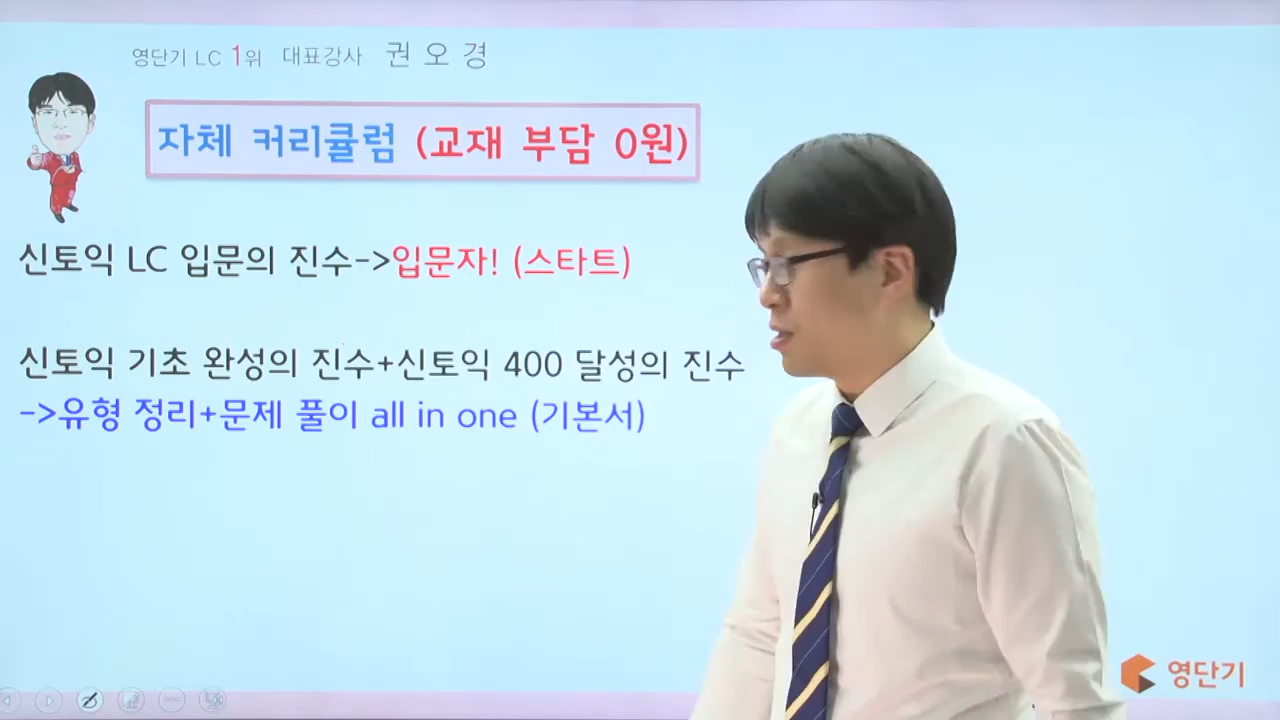 영단기 LC 1위 대표강사 권 오 경
자체 커리큘럼 (교재 부담 0원)
신토익 LC 입문의 진수->입문자! (스타트)
신토익 기초 완성의 진수+신토익 400 달성의 진수
->유형 정리+문제 풀이 all in one (기본서)
영단기